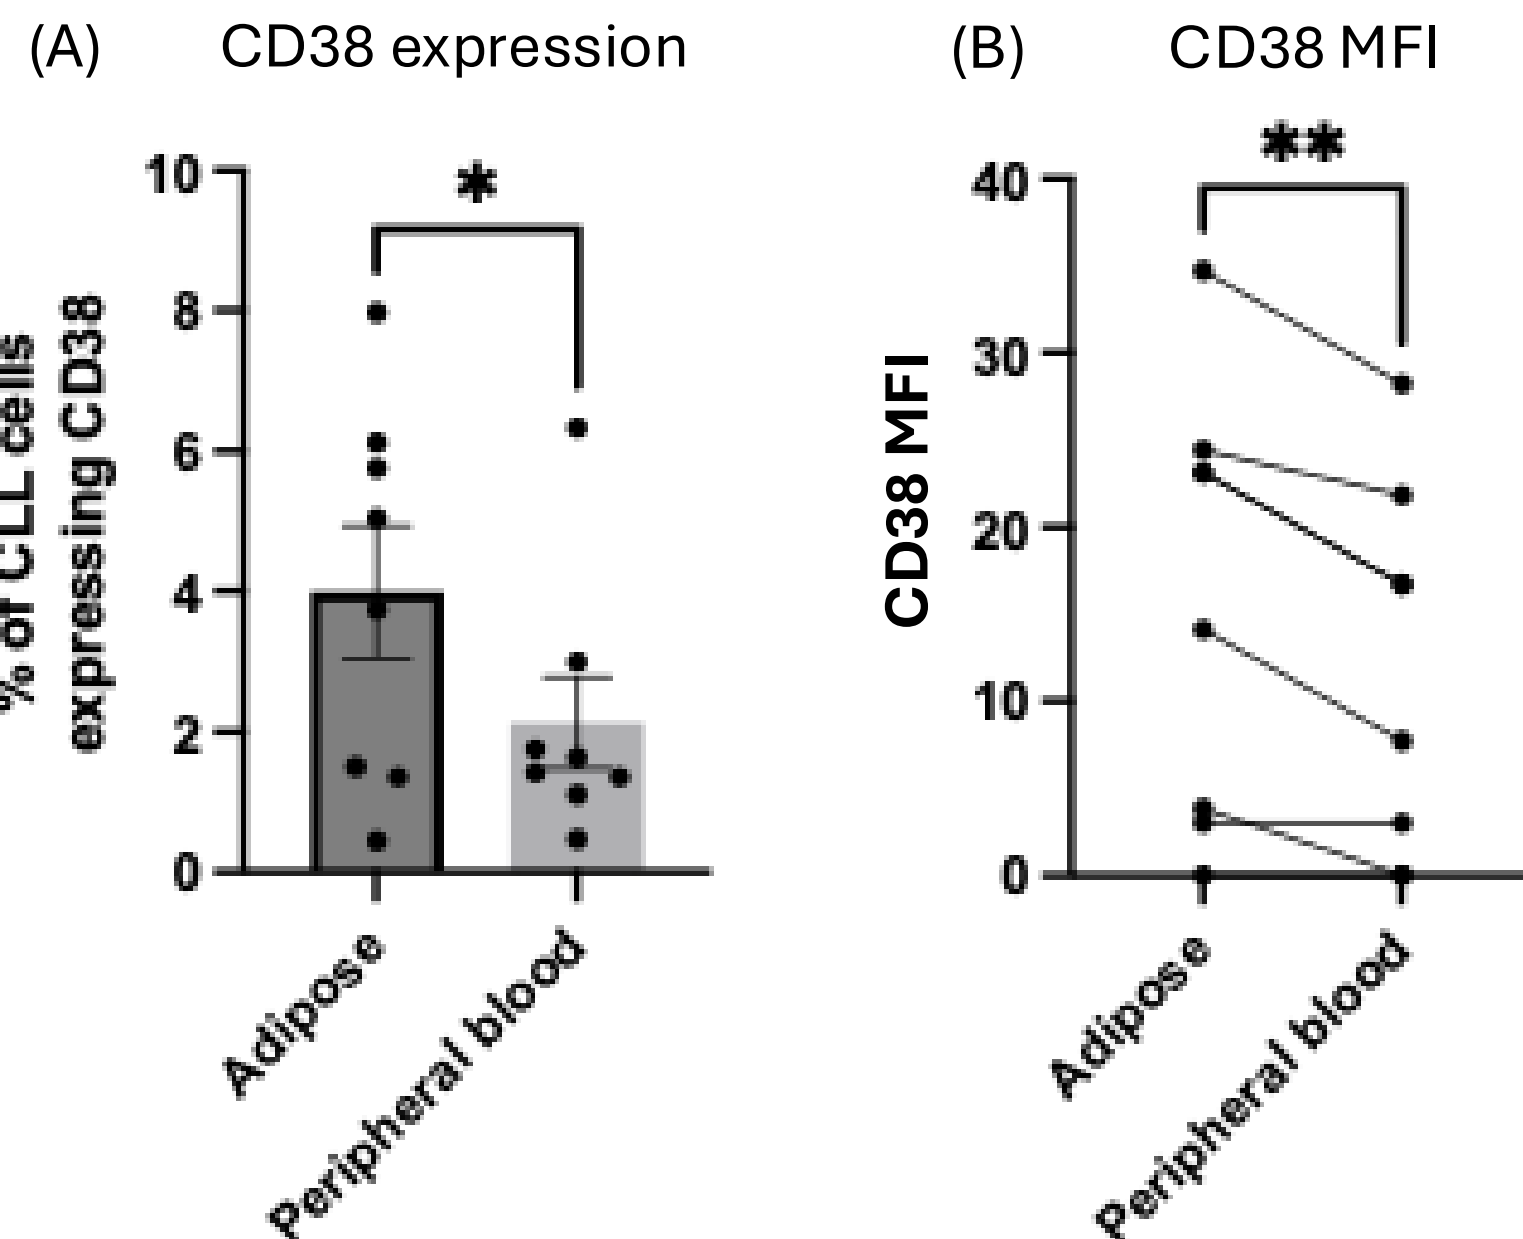 (A) CD38 expression
*
% of CLL cells
expressing CD38
10
8
6
4
2
0
Adipose
Peripheral blood
(B) CD38 MFI
**
CD38 MFI
40
30
20
10
0
Adipose
Peripheral blood